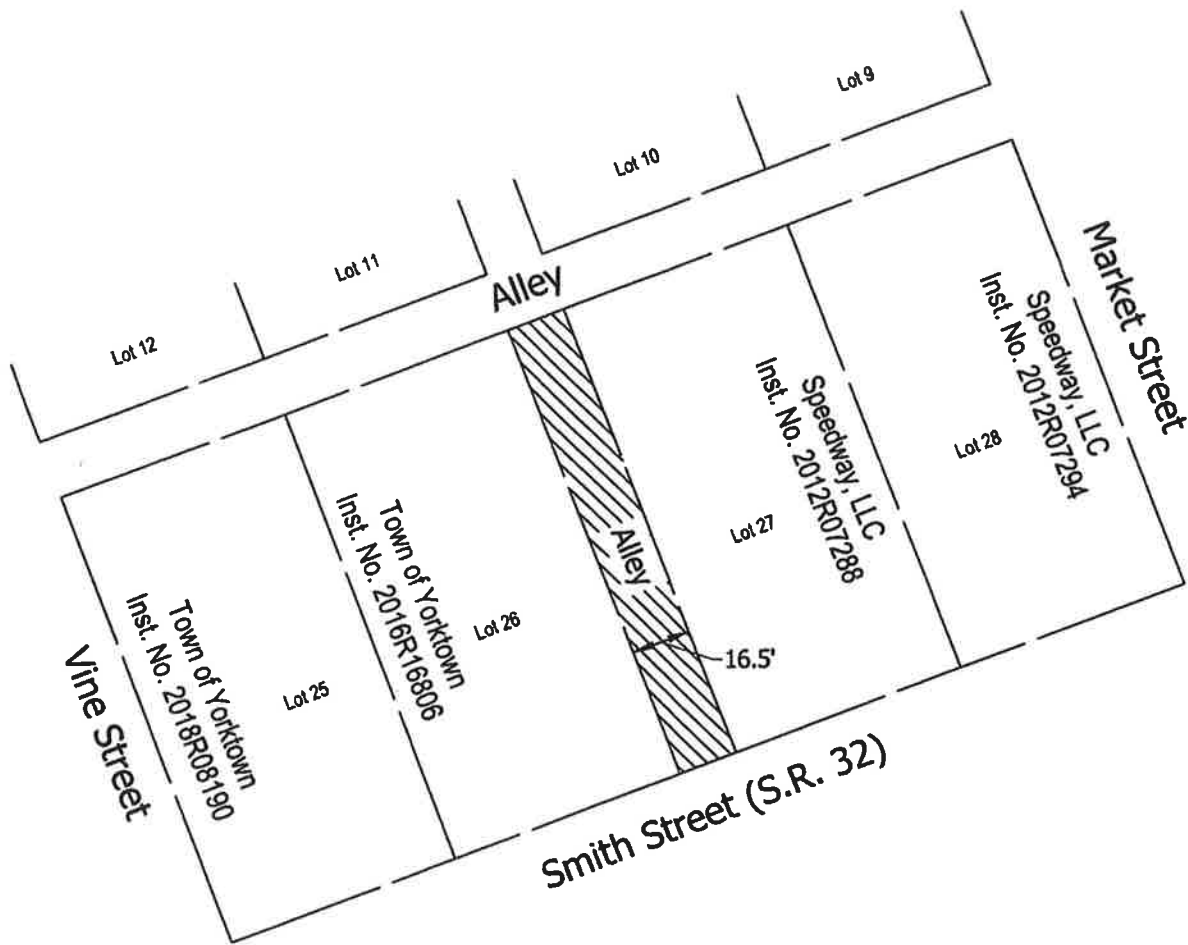 Lot 9
Lot 10
Lot 11
Lot 12
Alley
Market Street
Speedway, LLC
Inst. No. 2012R07294
Lot 28
Speedway, LLC
Inst. No. 2012R07288
Lot 27
Alley
16.5'
Town of Yorktown
Inst. No. 2016R16806
Lot 26
Town of Yorktown
Inst. No. 2018R08190
Lot 25
Vine Street
Smith Street (S.R. 32)